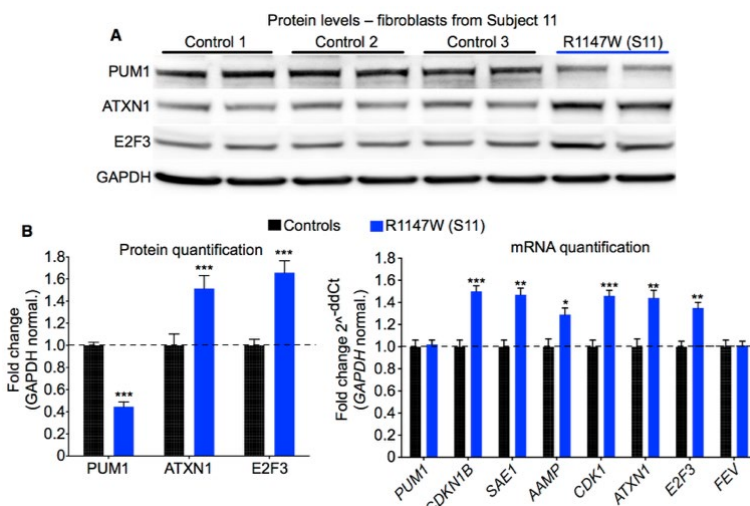 Protein levels – fibroblasts from Subject 11
A
Control 1 Control 2 Control 3 R1147W (S11)
PUM1
ATXN1
E2F3
GAPDH
B
Controls R1147W (S11)
Protein quantification
Fold change
(GAPDH normal.)
1.8
1.6
1.4
1.2
1.0
0.8
0.6
0.4
0.2
0
***
***
***
PUM1 ATXN1 E2F3
mRNA quantification
Fold change 2^-ddCt
(GAPDH normal.)
1.8
1.6
1.4
1.2
1.0
0.8
0.6
0.4
0.2
0
*** ** * *** ** **
PUM1 CDKN1B SAE1 AAMP CDK1 ATXN1 E2F3 FEV